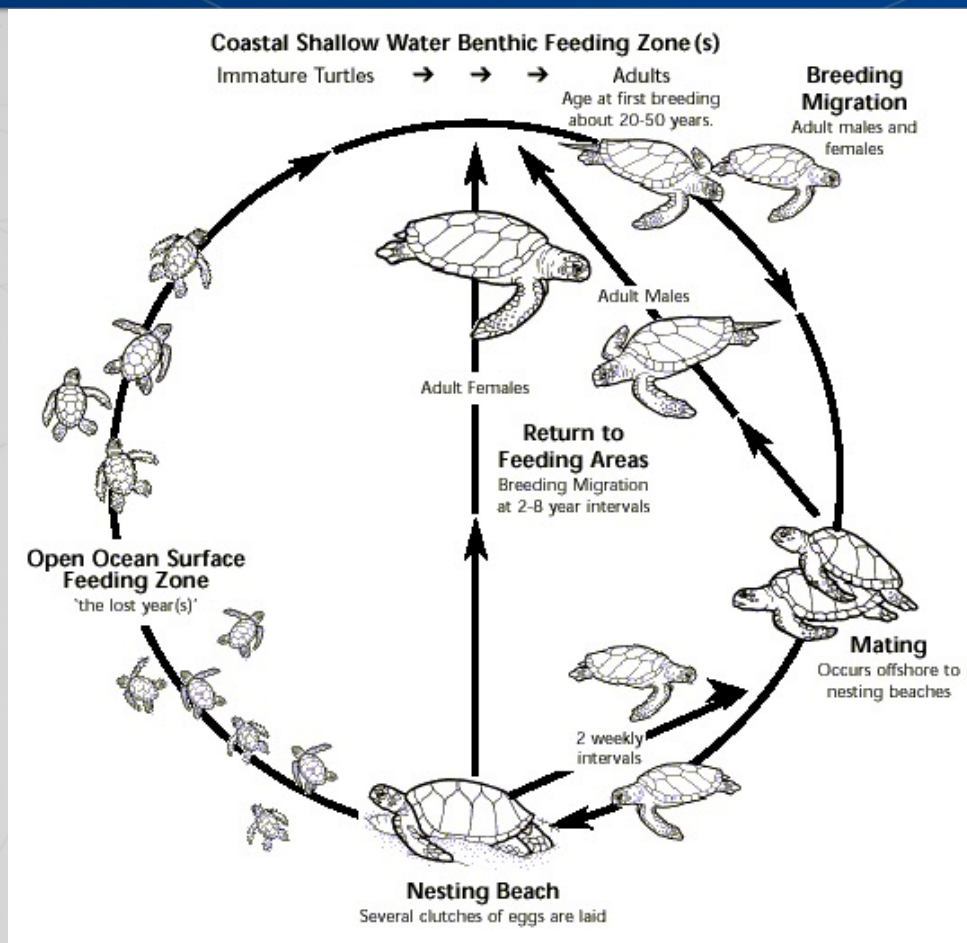 Coastal Shallow Water Benthic Feeding Zone(s)
Immature Turtles → → → Adults
Age at first breeding
about 20-50 years.
Breeding
Migration
Adult males and
females
Adult Males
Adult Females
Return to
Feeding Areas
Breeding Migration
at 2-8 year intervals
Open Ocean Surface
Feeding Zone
'the lost year(s)'
Mating
Occurs offshore to
nesting beaches
2 weekly
intervals
Nesting Beach
Several clutches of eggs are laid